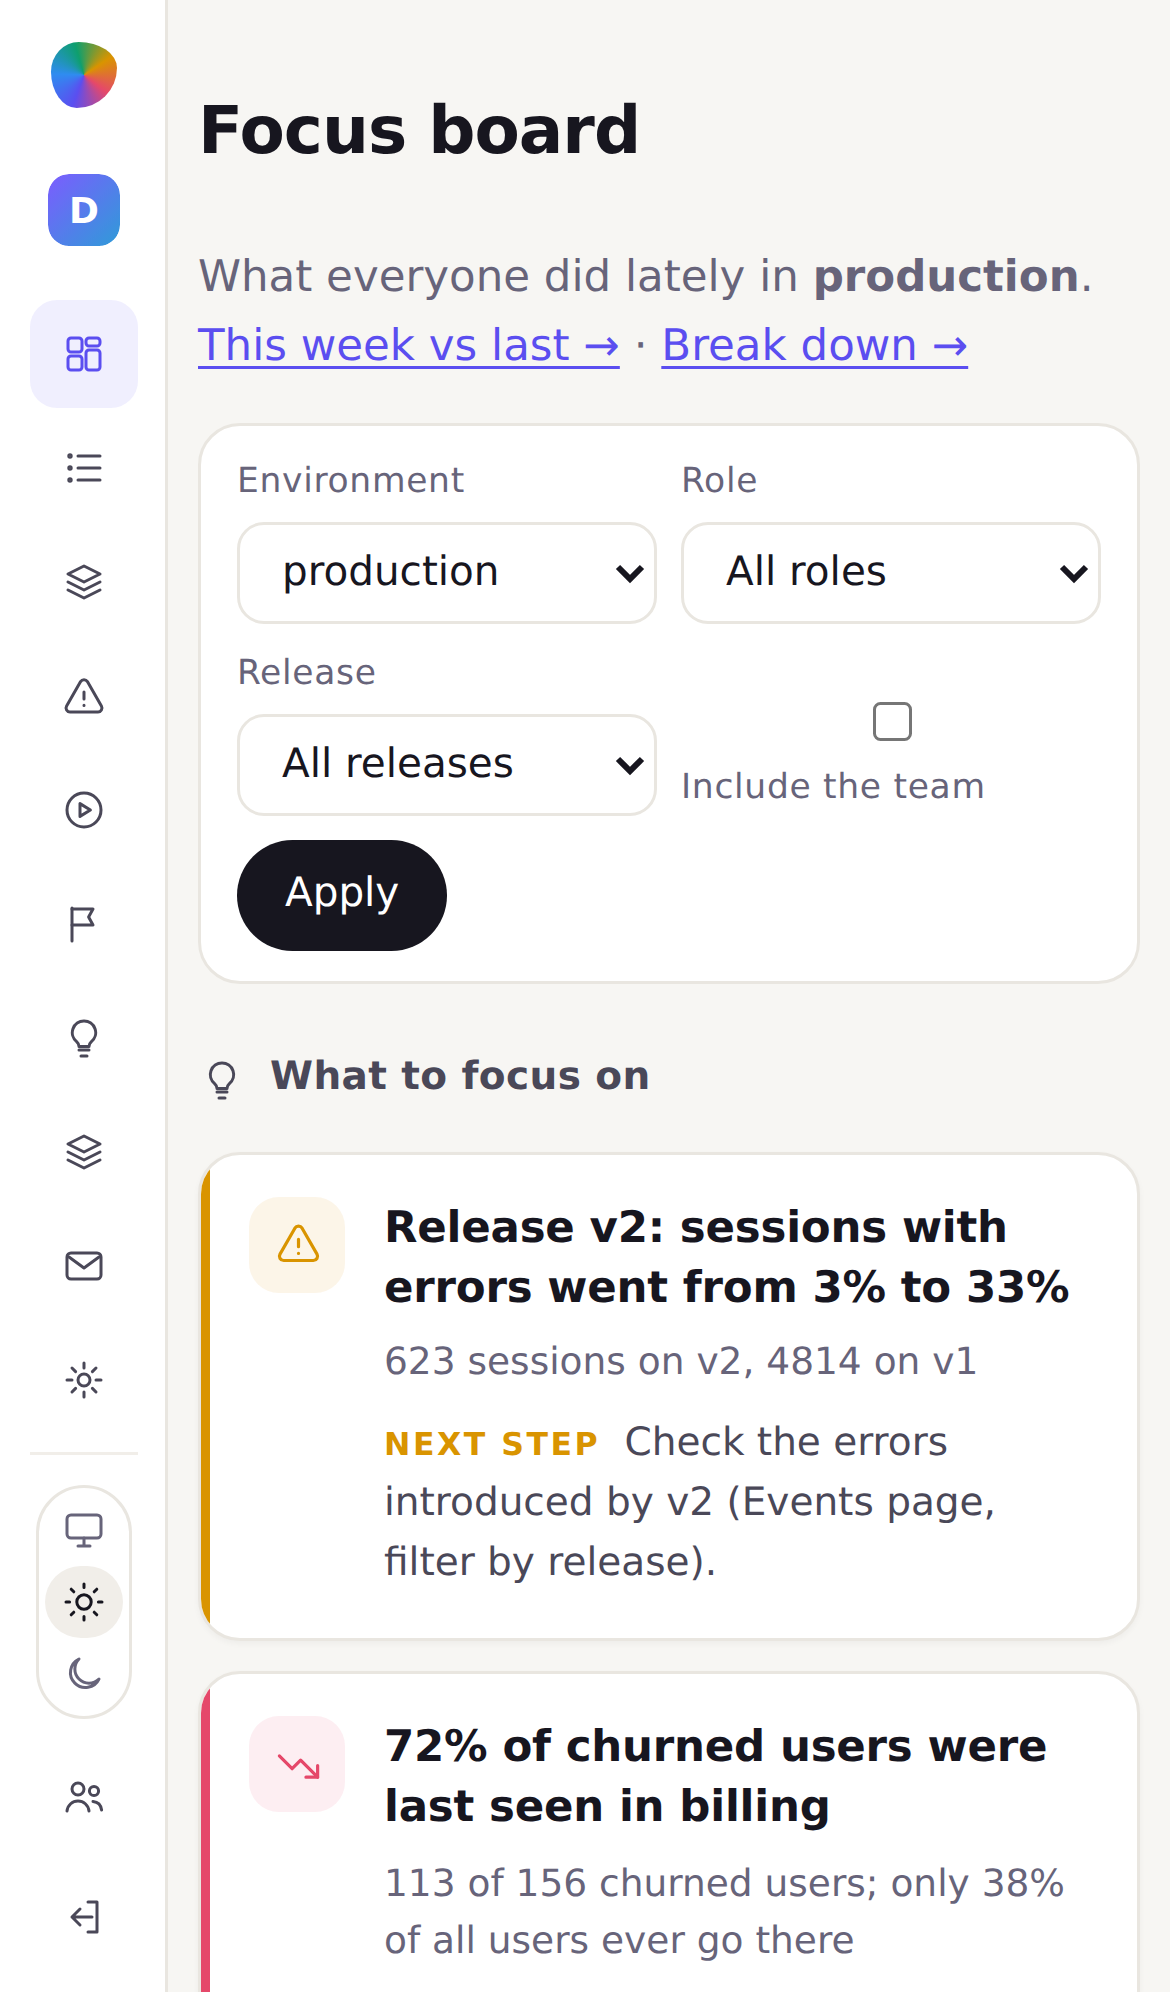 D
Focus board
What everyone did lately in production.
This week vs last → · Break down →
Environment
Role
production
All roles
Release
All releases
Include the team
Apply
What to focus on
Release v2: sessions with
errors went from 3% to 33%
623 sessions on v2, 4814 on v1
NEXT STEP Check the errors
introduced by v2 (Events page,
filter by release).
72% of churned users were
last seen in billing
113 of 156 churned users; only 38%
of all users ever go there